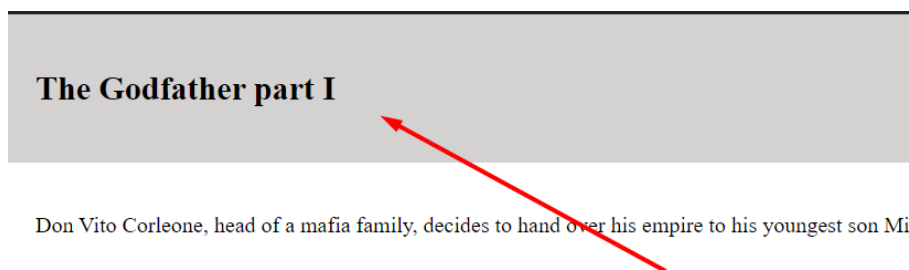 The Godfather part I
Don Vito Corleone, head of a mafia family, decides to hand over his empire to his youngest son Mi